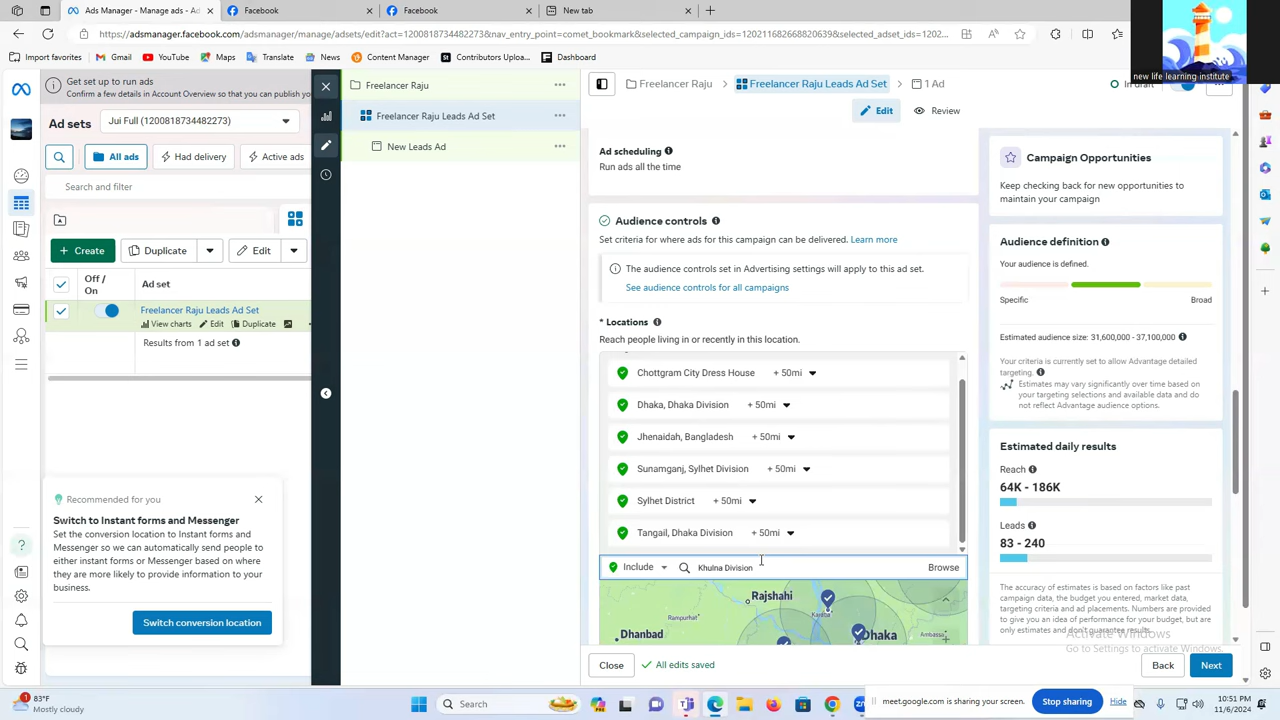 Ads Manager - Manage ads - Ad
Facebook
Facebook
New tab
https://adsmanager.facebook.com/adsmanager/manage/adsets/edit?act=1200818734482273&nav_entry_point=comet_bookmark&selected_campaign_ids=120211682668820639&selected_adset_ids=1202...
Import favorites
Gmail
YouTube
Maps
Translate
News
Converter
Get started
Dashboard
new life learning institute
Get set up to run ads
Confirm a few details in Account Overview so that you can publish you
Ad sets
Jui Full (1200818734482273)
All ads
Had delivery
Active ads
Search and filter
+ Create
Duplicate
Edit
Off / On
Ad set
Freelancer Raju Leads Ad Set
View charts
Edit
Duplicate
Results from 1 ad set
Recommended for you
Switch to Instant forms and Messenger
Set the conversion location to Instant forms and
Messenger so we can automatically send people to
either instant forms or Messenger based on where
they are more likely to provide information to your
business.
Switch conversion location
Freelancer Raju
Freelancer Raju Leads Ad Set
New Leads Ad
Freelancer Raju
Freelancer Raju Leads Ad Set
1 Ad
In draft
Edit
Review
Ad scheduling
Run ads all the time
Audience controls
Set criteria for where ads for this campaign can be delivered. Learn more
The audience controls set in Advertising settings will apply to this ad set.
See audience controls for all campaigns
* Locations
Reach people living in or recently in this location.
Chottgram City Dress House + 50mi
Dhaka, Dhaka Division + 50mi
Jhenaidah, Bangladesh + 50mi
Sunamganj, Sylhet Division + 50mi
Sylhet District + 50mi
Tangail, Dhaka Division + 50mi
Include
Khulna Division
Browse
Rajshahi
Rampurhat
Dhanbad
Dhaka
Ambassa
Close
All edits saved
Back
Next
Campaign Opportunities
Keep checking back for new opportunities to
maintain your campaign
Audience definition
Your audience is defined.
Specific
Broad
Estimated audience size: 31,600,000 - 37,100,000
Your criteria is currently set to allow Advantage detailed
targeting.
Estimates may vary significantly over time based on
your targeting selections and available data and do
not reflect Advantage audience options.
Estimated daily results
Reach
64K - 186K
Leads
83 - 240
The accuracy of estimates is based on factors like past
campaign data, the budget you entered, market data,
targeting criteria and ad placements. Numbers are provided
to give you an idea of performance for your budget, but are
only estimates and don't guarantee results.
Activate Windows
Go to Settings to activate Windows.
83°F
Mostly cloudy
Search
meet.google.com is sharing your screen.
Stop sharing
Hide
10:51 PM
11/6/2024